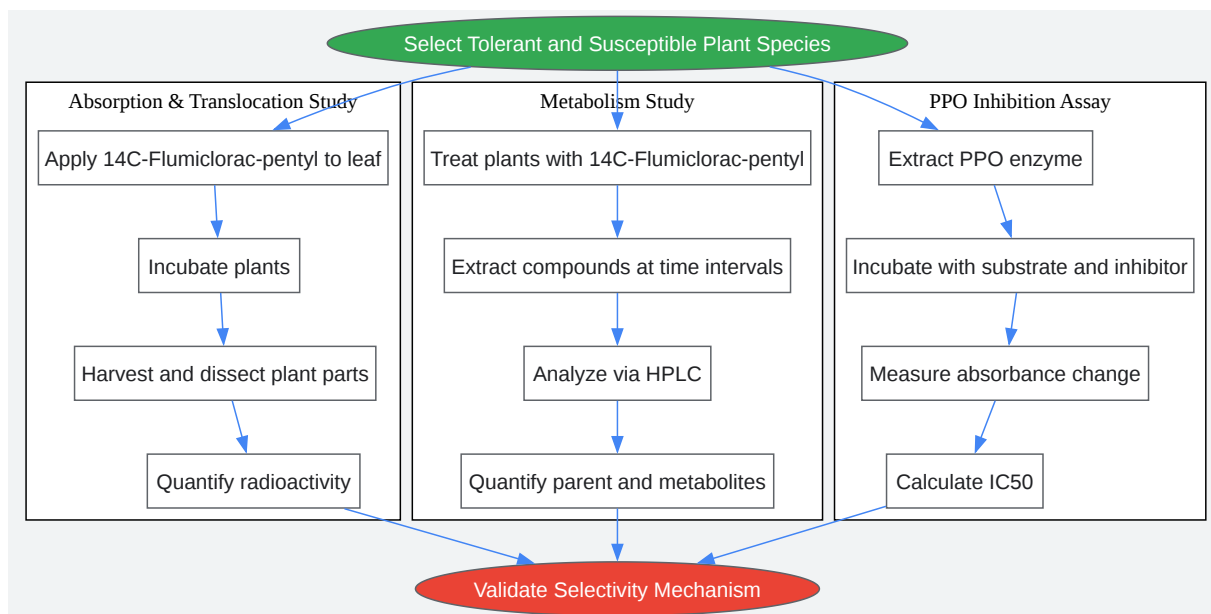 Select Tolerant and Susceptible Plant Species
Absorption & Translocation Study
Apply 14C-Flumiclorac-pentyl to leaf
Incubate plants
Harvest and dissect plant parts
Quantify radioactivity
Metabolism Study
Treat plants with 14C-Flumiclorac-pentyl
Extract compounds at time intervals
Analyze via HPLC
Quantify parent and metabolites
PPO Inhibition Assay
Extract PPO enzyme
Incubate with substrate and inhibitor
Measure absorbance change
Calculate IC50
Validate Selectivity Mechanism